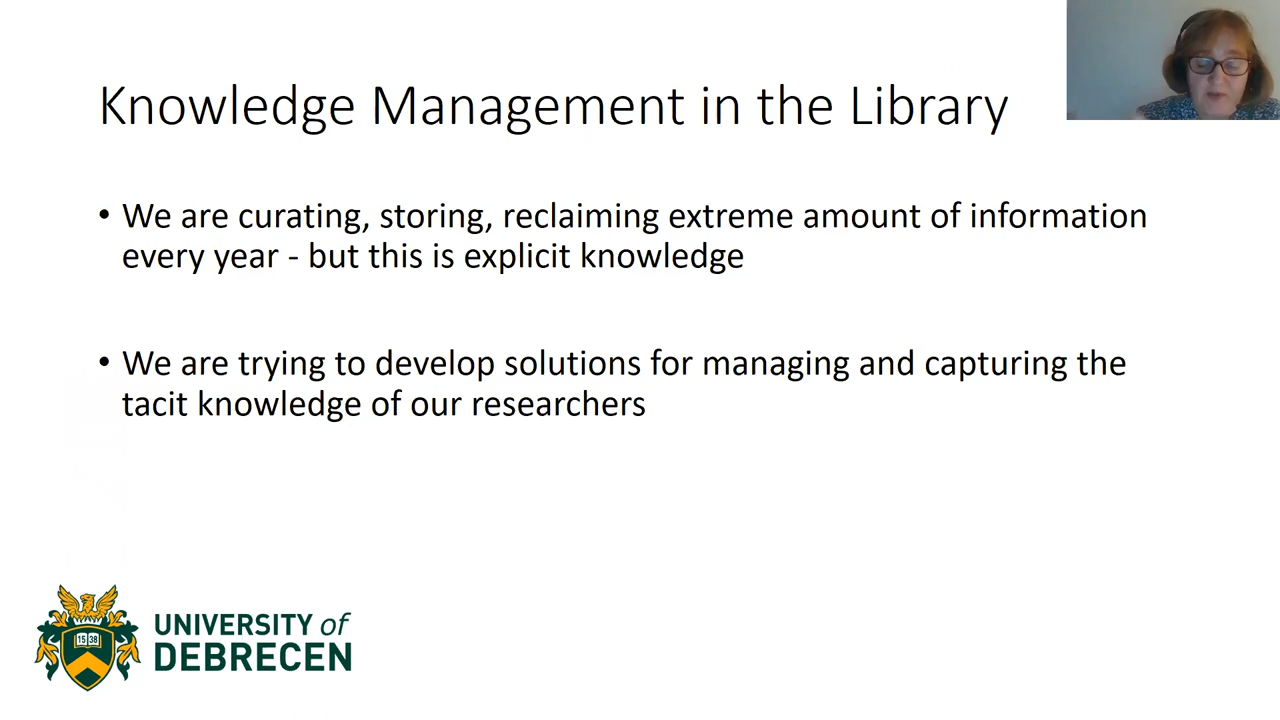 Knowledge Management in the Library
• We are curating, storing, reclaiming extreme amount of information
every year - but this is explicit knowledge
• We are trying to develop solutions for managing and capturing the
tacit knowledge of our researchers
15 38
UNIVERSITY of
DEBRECEN